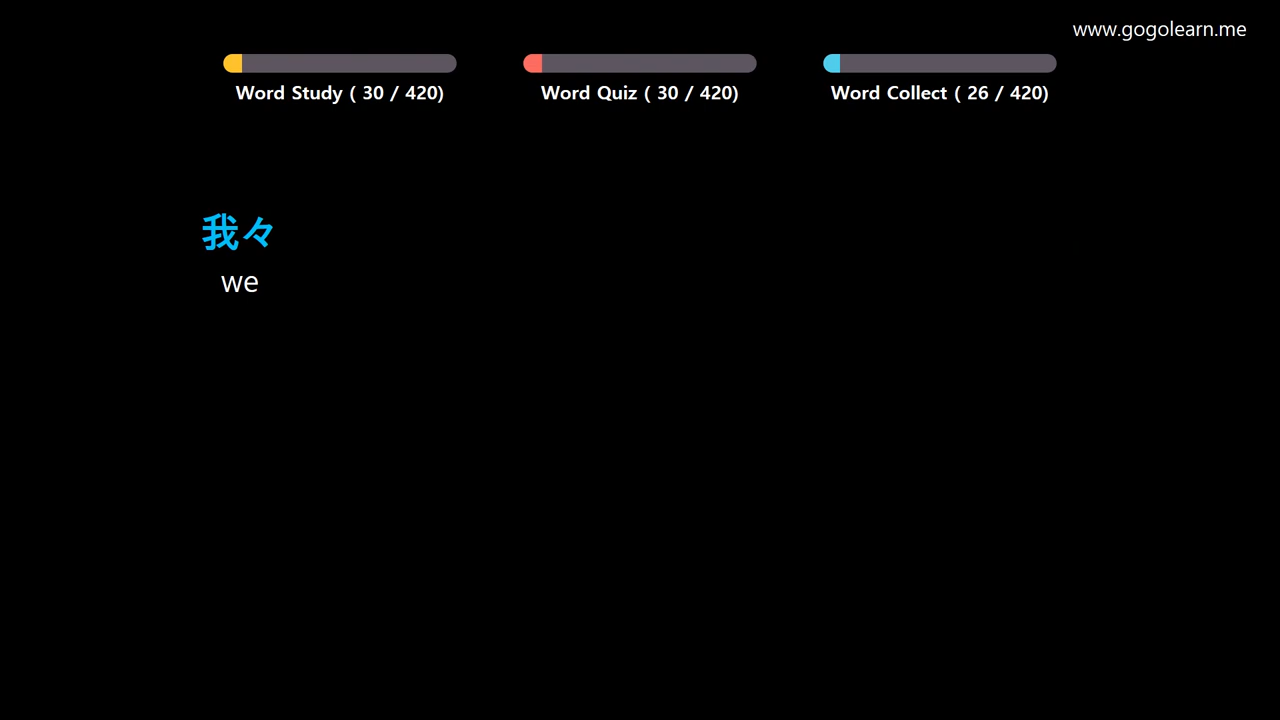 www.gogolearn.me
Word Study ( 30 / 420)
Word Quiz ( 30 / 420)
Word Collect ( 26 / 420)
我々
we